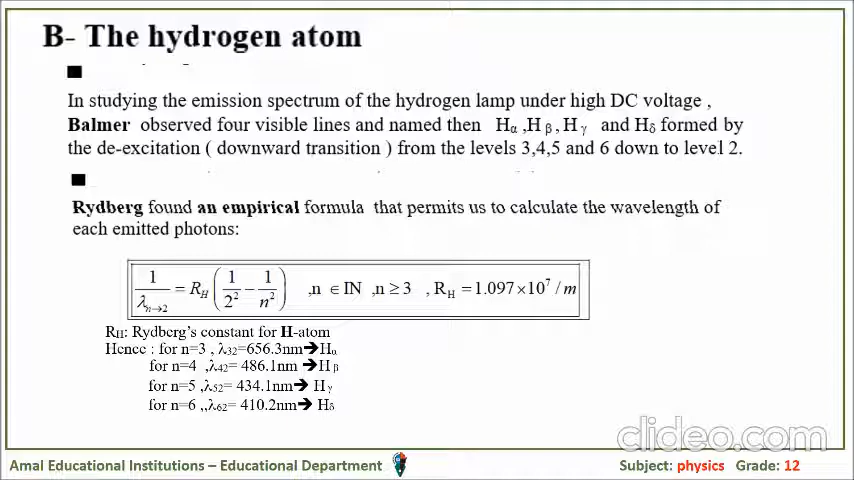 B- The hydrogen atom
In studying the emission spectrum of the hydrogen lamp under high DC voltage ,
Balmer observed four visible lines and named then Hα ,H β , H γ and Hδ formed by
the de-excitation ( downward transition ) from the levels 3,4,5 and 6 down to level 2.
Rydberg found an empirical formula that permits us to calculate the wavelength of
each emitted photons:
1/λn→2 = RH (1/2² − 1/n²) ,n ∈ IN ,n ≥ 3 , RH = 1.097×10⁷ / m
RH: Rydberg's constant for H-atom
Hence : for n=3 , λ32=656.3nm➔Hα
for n=4 ,λ42= 486.1nm ➔H β
for n=5 ,λ52= 434.1nm➔ H γ
for n=6 ,,λ62= 410.2nm➔ Hδ
clideo.com
Amal Educational Institutions – Educational Department Subject: physics Grade: 12